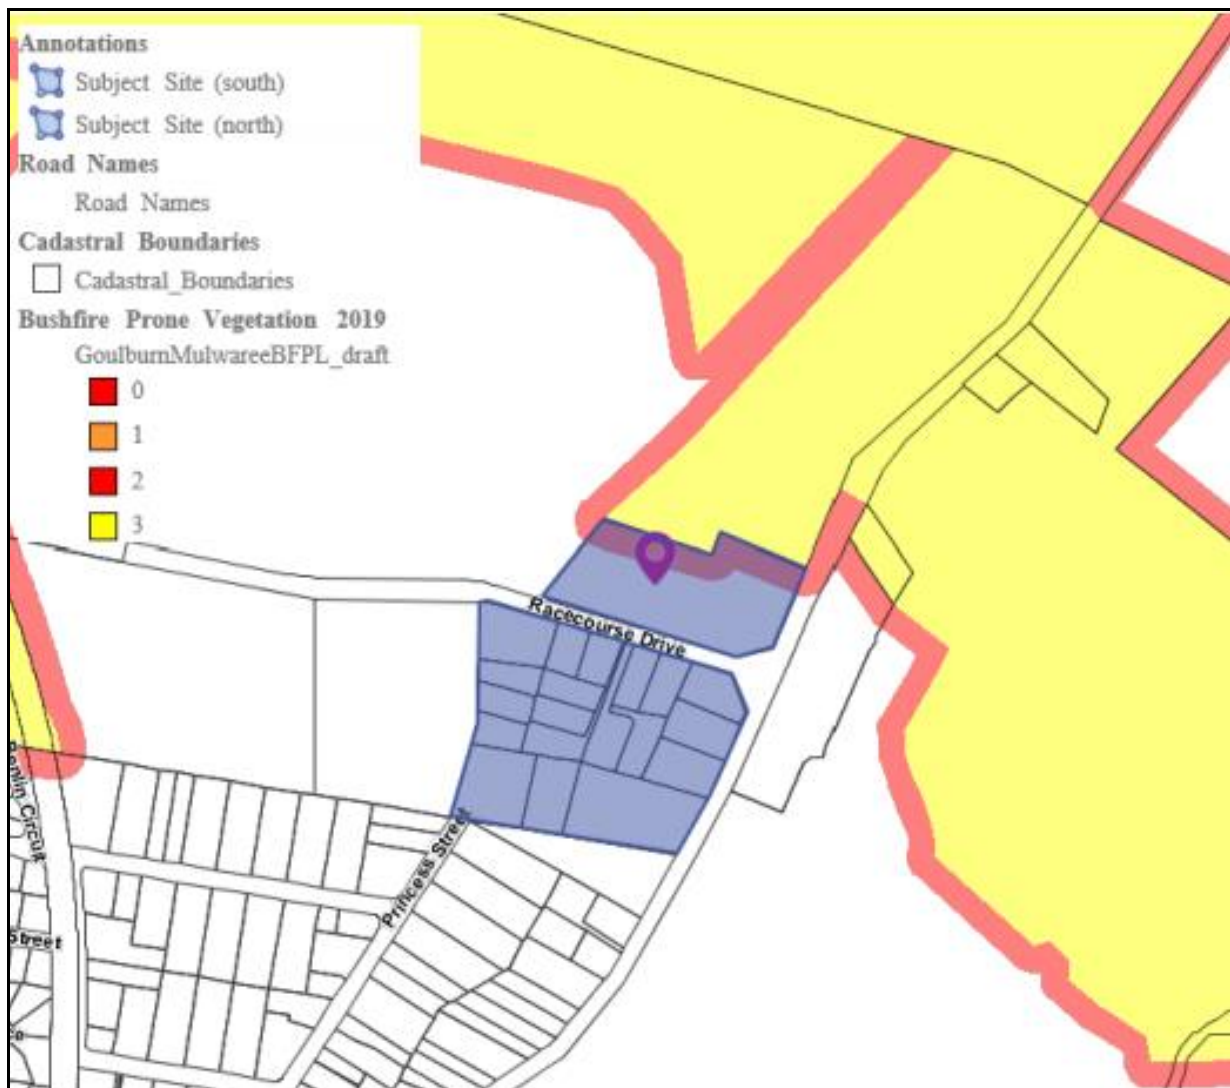 Annotations
Subject Site (south)
Subject Site (north)
Road Names
Road Names
Cadastral Boundaries
Cadastral_Boundaries
Bushfire Prone Vegetation 2019
GoulburnMulwareeBFPL_draft
0
1
2
3
Racecourse Drive
Princess Street
Circuit
Street